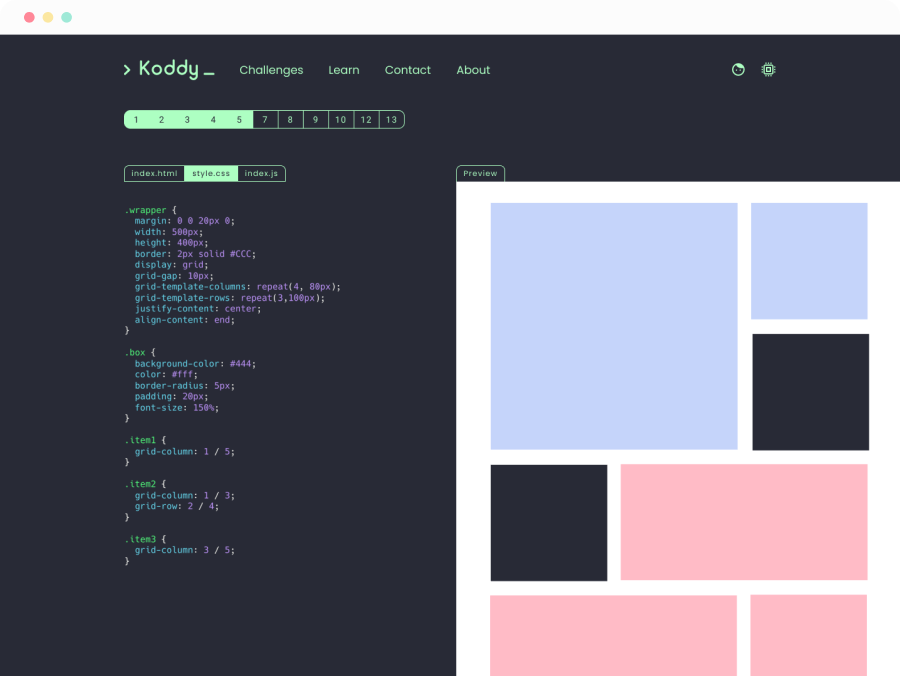 > Koddy_ Challenges Learn Contact About
1 2 3 4 5 7 8 9 10 12 13
index.html style.css index.js
Preview
.wrapper {
margin: 0 0 20px 0;
width: 500px;
height: 400px;
border: 2px solid #CCC;
display: grid;
grid-gap: 10px;
grid-template-columns: repeat(4, 80px);
grid-template-rows: repeat(3,100px);
justify-content: center;
align-content: end;
}
.box {
background-color: #444;
color: #fff;
border-radius: 5px;
padding: 20px;
font-size: 150%;
}
.item1 {
grid-column: 1 / 5;
}
.item2 {
grid-column: 1 / 3;
grid-row: 2 / 4;
}
.item3 {
grid-column: 3 / 5;
}